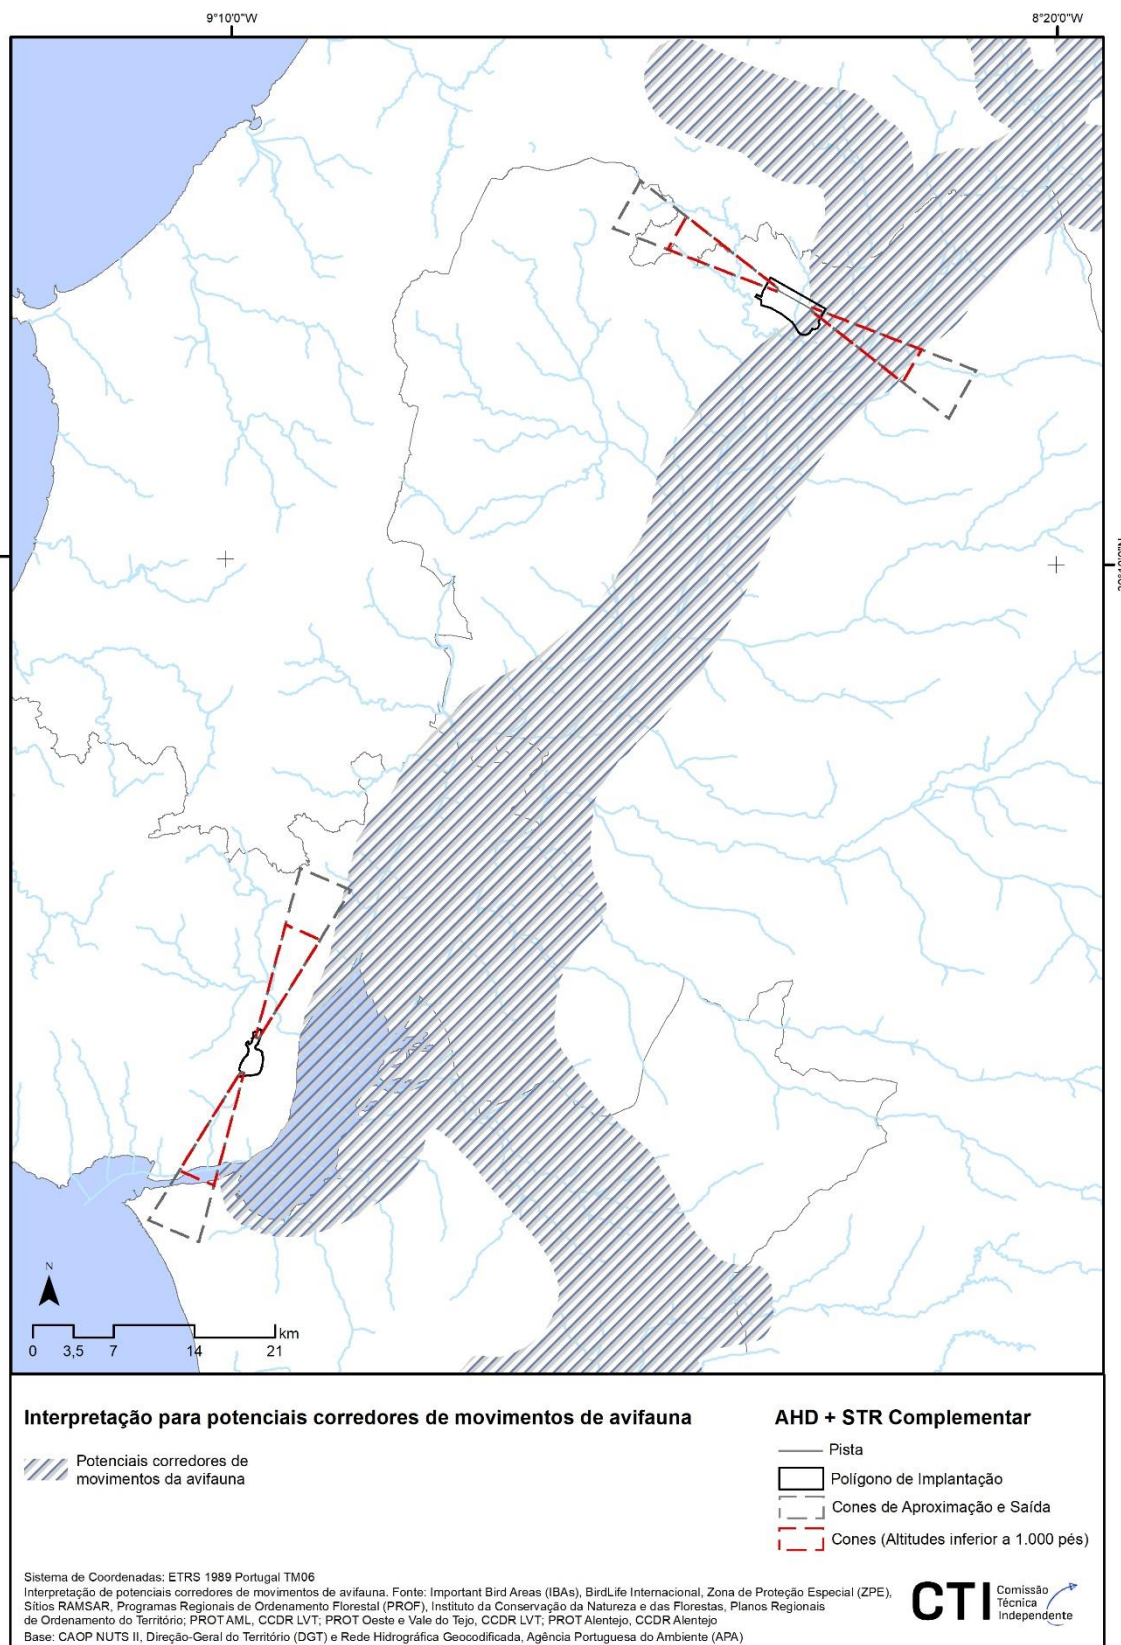 9°10'0"W
8°20'0"W
N
km
0 3,5 7 14 21
Interpretação para potenciais corredores de movimentos de avifauna
Potenciais corredores de
movimentos da avifauna
AHD + STR Complementar
Pista
Polígono de Implantação
Cones de Aproximação e Saída
Cones (Altitudes inferior a 1.000 pés)
Sistema de Coordenadas: ETRS 1989 Portugal TM06
Interpretação de potenciais corredores de movimentos de avifauna. Fonte: Important Bird Areas (IBAs), BirdLife Internacional, Zona de Proteção Especial (ZPE),
Sítios RAMSAR, Programas Regionais de Ordenamento Florestal (PROF), Instituto da Conservação da Natureza e das Florestas, Planos Regionais
de Ordenamento do Território; PROT AML, CCDR LVT; PROT Oeste e Vale do Tejo, CCDR LVT; PROT Alentejo, CCDR Alentejo
Base: CAOP NUTS II, Direção-Geral do Território (DGT) e Rede Hidrográfica Geocodificada, Agência Portuguesa do Ambiente (APA)
CTI
Comissão
Técnica
Independente